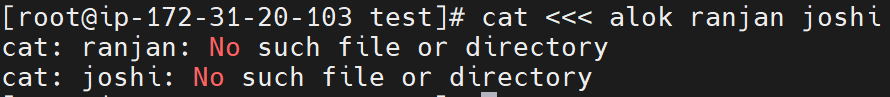 [root@ip-172-31-20-103 test]# cat <<< alok ranjan joshi
cat: ranjan: No such file or directory
cat: joshi: No such file or directory